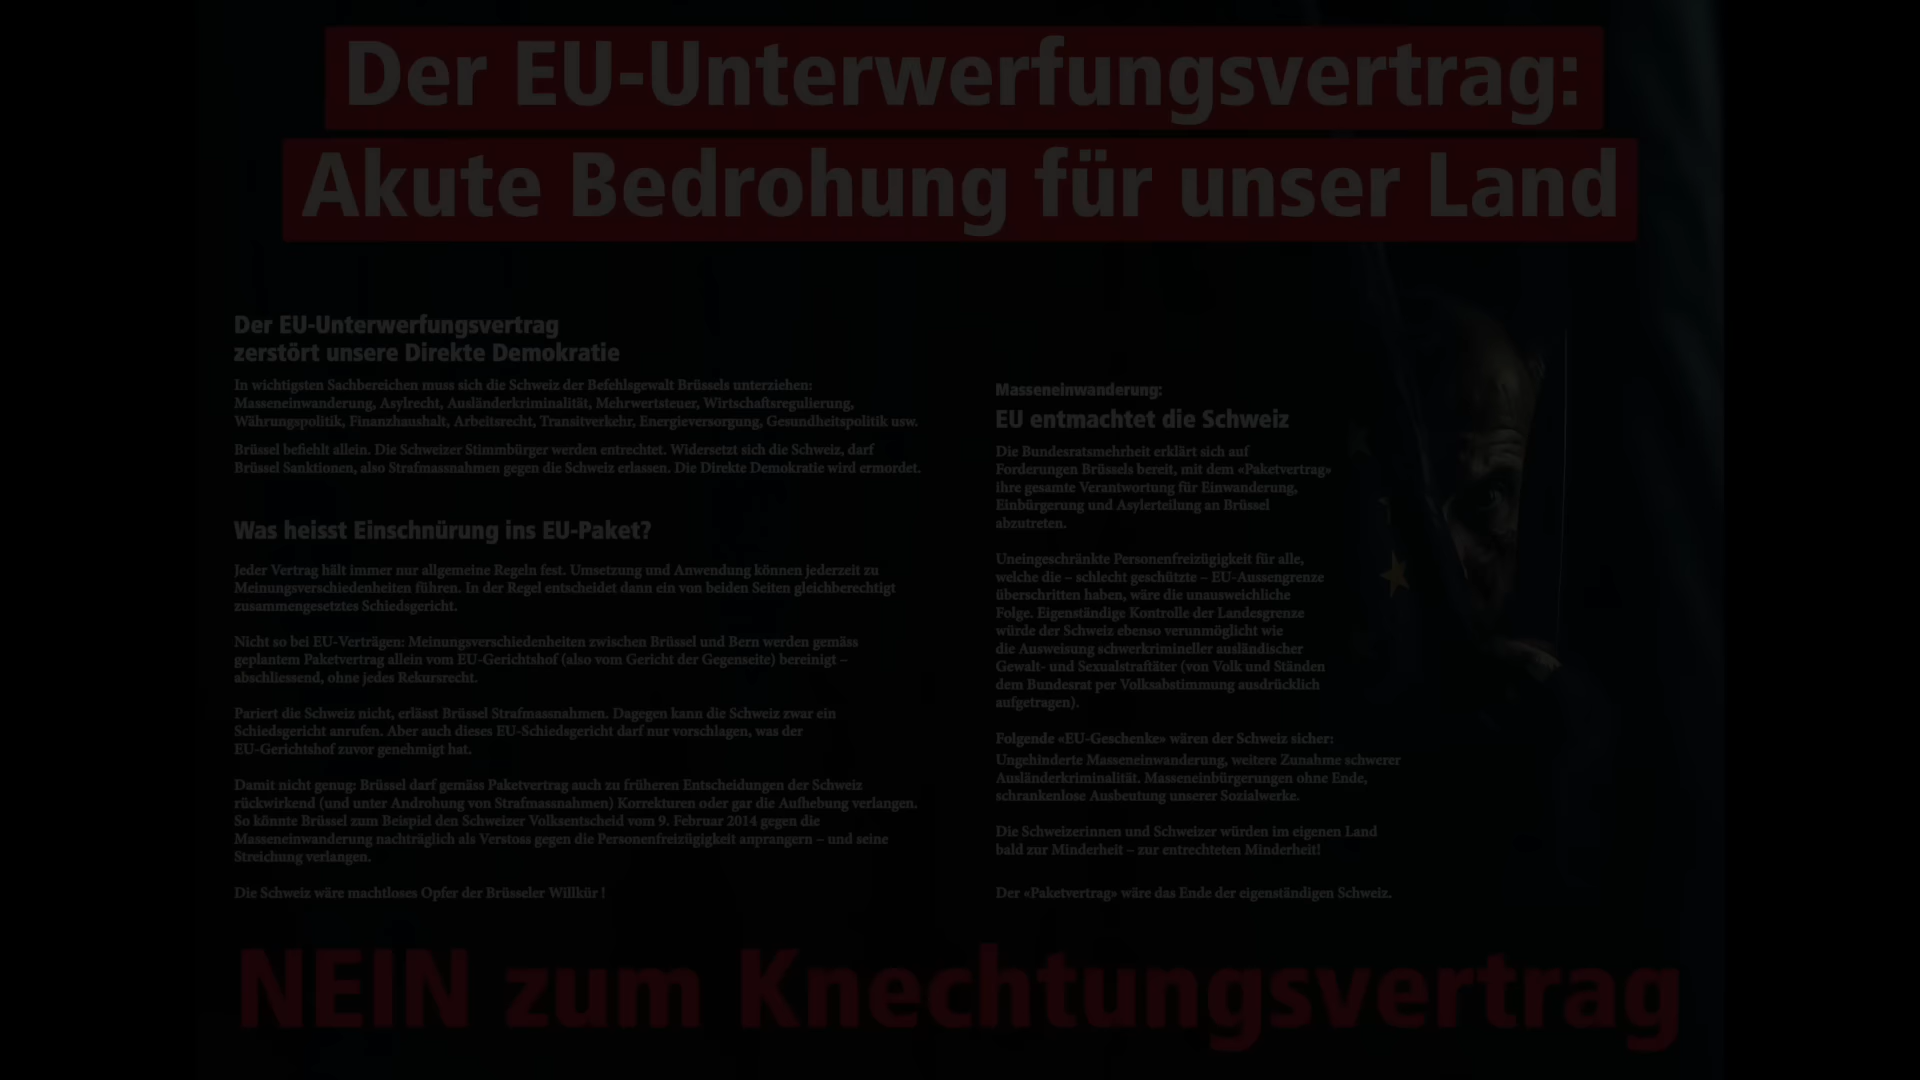 Der EU-Unterwerfungsvertrag:
Akute Bedrohung für unser Land
Der EU-Unterwerfungsvertrag
zerstört unsere Direkte Demokratie
In wichtigsten Sachbereichen muss sich die Schweiz der Befehlsgewalt Brüssels unterziehen:
Masseneinwanderung, Asylrecht, Ausländerkriminalität, Mehrwertsteuer, Wirtschaftsregulierung,
Währungspolitik, Finanzhaushalt, Arbeitsrecht, Transitverkehr, Energieversorgung, Gesundheitspolitik usw.
Brüssel befiehlt allein. Die Schweizer Stimmbürger werden entrechtet. Widersetzt sich die Schweiz, darf
Brüssel Sanktionen, also Strafmassnahmen gegen die Schweiz erlassen. Die Direkte Demokratie wird ermordet.
Was heisst Einschnürung ins EU-Paket?
Jeder Vertrag hält immer nur allgemeine Regeln fest. Umsetzung und Anwendung können jederzeit zu
Meinungsverschiedenheiten führen. In der Regel entscheidet dann ein von beiden Seiten gleichberechtigt
zusammengesetztes Schiedsgericht.
Nicht so bei EU-Verträgen: Meinungsverschiedenheiten zwischen Brüssel und Bern werden gemäss
geplantem Paketvertrag allein vom EU-Gerichtshof (also vom Gericht der Gegenseite) bereinigt –
abschliessend, ohne jedes Rekursrecht.
Pariert die Schweiz nicht, erlässt Brüssel Strafmassnahmen. Dagegen kann die Schweiz zwar ein
Schiedsgericht anrufen. Aber auch dieses EU-Schiedsgericht darf nur vorschlagen, was der
EU-Gerichtshof zuvor genehmigt hat.
Damit nicht genug: Brüssel darf gemäss Paketvertrag auch zu früheren Entscheidungen der Schweiz
rückwirkend (und unter Androhung von Strafmassnahmen) Korrekturen oder gar die Aufhebung verlangen.
So könnte Brüssel zum Beispiel den Schweizer Volksentscheid vom 9. Februar 2014 gegen die
Masseneinwanderung nachträglich als Verstoss gegen die Personenfreizügigkeit anprangern – und seine
Streichung verlangen.
Die Schweiz wäre machtloses Opfer der Brüsseler Willkür !
Masseneinwanderung:
EU entmachtet die Schweiz
Die Bundesratsmehrheit erklärt sich auf
Forderungen Brüssels bereit, mit dem «Paketvertrag»
ihre gesamte Verantwortung für Einwanderung,
Einbürgerung und Asylerteilung an Brüssel
abzutreten.
Uneingeschränkte Personenfreizügigkeit für alle,
welche die – schlecht geschützte – EU-Aussengrenze
überschritten haben, wäre die unausweichliche
Folge. Eigenständige Kontrolle der Landesgrenze
würde der Schweiz ebenso verunmöglicht wie
die Ausweisung schwerkrimineller ausländischer
Gewalt- und Sexualstraftäter (von Volk und Ständen
dem Bundesrat per Volksabstimmung ausdrücklich
aufgetragen).
Folgende «EU-Geschenke» wären der Schweiz sicher:
Ungehinderte Masseneinwanderung, weitere Zunahme schwerer
Ausländerkriminalität. Masseneinbürgerungen ohne Ende,
schrankenlose Ausbeutung unserer Sozialwerke.
Die Schweizerinnen und Schweizer würden im eigenen Land
bald zur Minderheit – zur entrechteten Minderheit!
Der «Paketvertrag» wäre das Ende der eigenständigen Schweiz.
NEIN zum Knechtungsvertrag